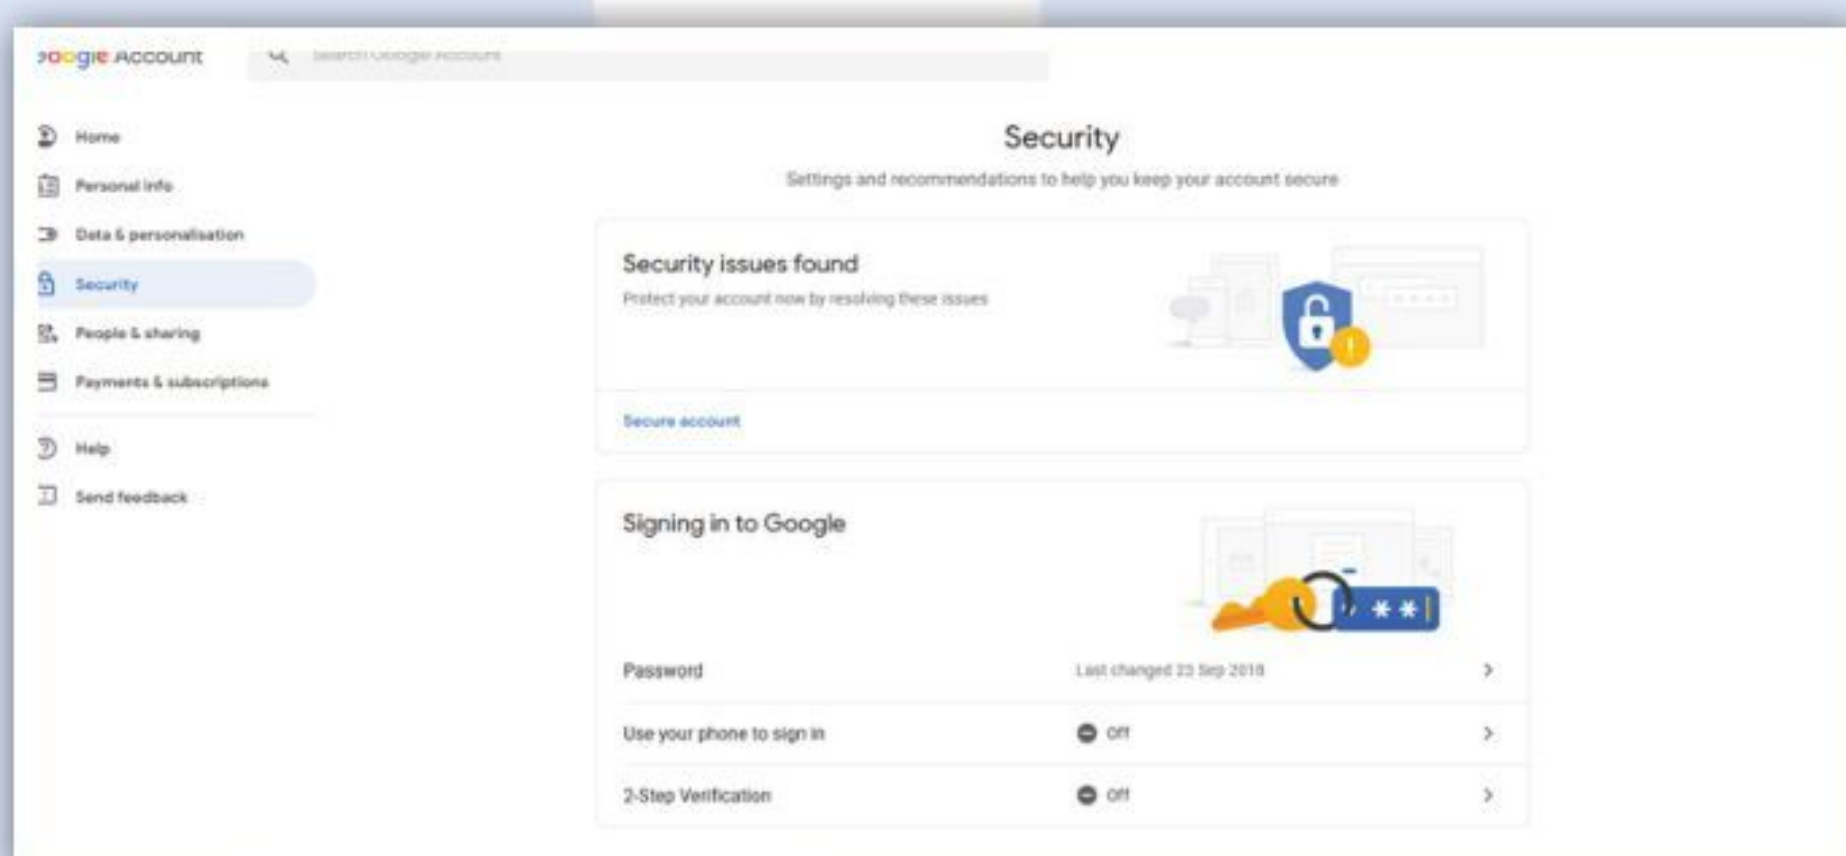 Google Account
Search Google Account
Home
Personal info
Data & personalisation
Security
People & sharing
Payments & subscriptions
Help
Send feedback
Security
Settings and recommendations to help you keep your account secure
Security issues found
Protect your account now by resolving these issues
Secure account
Signing in to Google
* *
Password
Last changed 23 Sep 2018
Use your phone to sign in
Off
2-Step Verification
Off